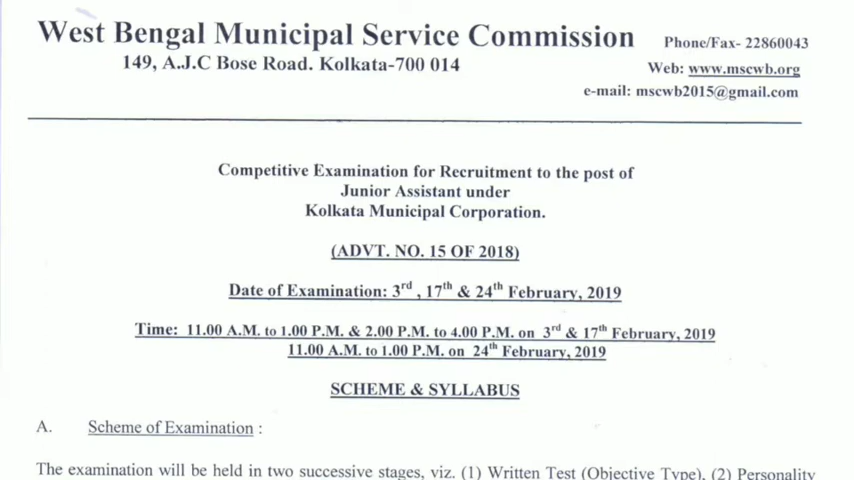 West Bengal Municipal Service Commission
Phone/Fax- 22860043
149, A.J.C Bose Road. Kolkata-700 014
Web: www.mscwb.org
e-mail: mscwb2015@gmail.com
Competitive Examination for Recruitment to the post of
Junior Assistant under
Kolkata Municipal Corporation.
(ADVT. NO. 15 OF 2018)
Date of Examination: 3rd , 17th & 24th February, 2019
Time: 11.00 A.M. to 1.00 P.M. & 2.00 P.M. to 4.00 P.M. on 3rd & 17th February, 2019
11.00 A.M. to 1.00 P.M. on 24th February, 2019
SCHEME & SYLLABUS
A. Scheme of Examination :
The examination will be held in two successive stages, viz. (1) Written Test (Objective Type), (2) Personality